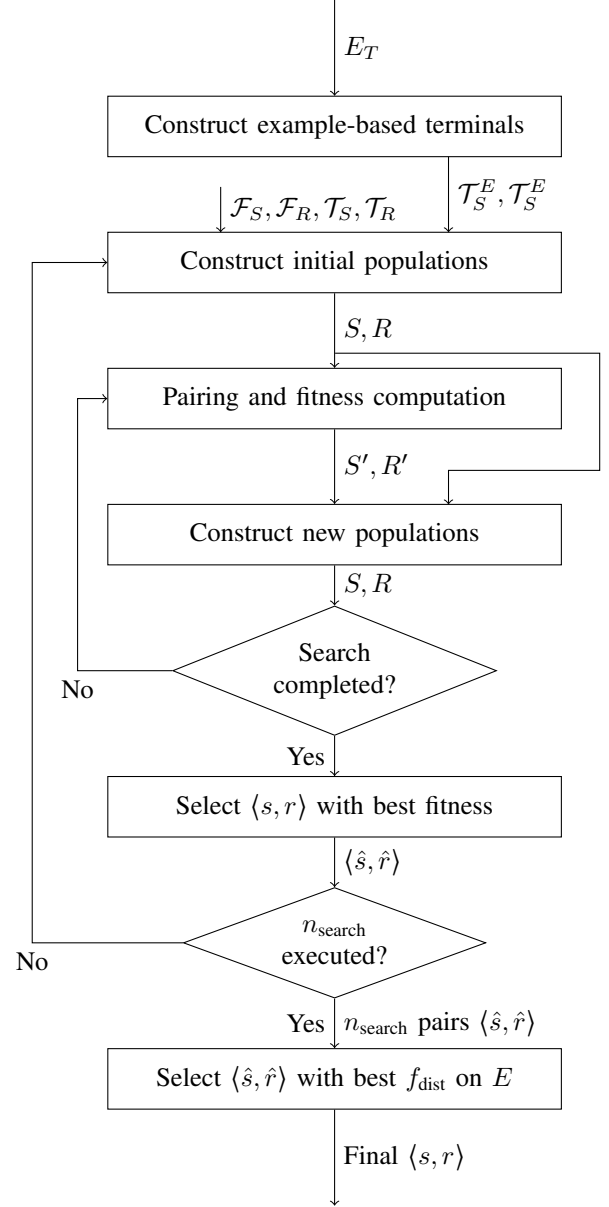 E_T
Construct example-based terminals
ℱ_S, ℱ_R, 𝒯_S, 𝒯_R
𝒯_S^E, 𝒯_S^E
Construct initial populations
S, R
Pairing and fitness computation
S′, R′
Construct new populations
S, R
Search
completed?
No
Yes
Select ⟨s, r⟩ with best fitness
⟨ŝ, r̂⟩
n_search
executed?
No
Yes
n_search pairs ⟨ŝ, r̂⟩
Select ⟨ŝ, r̂⟩ with best f_dist on E
Final ⟨s, r⟩